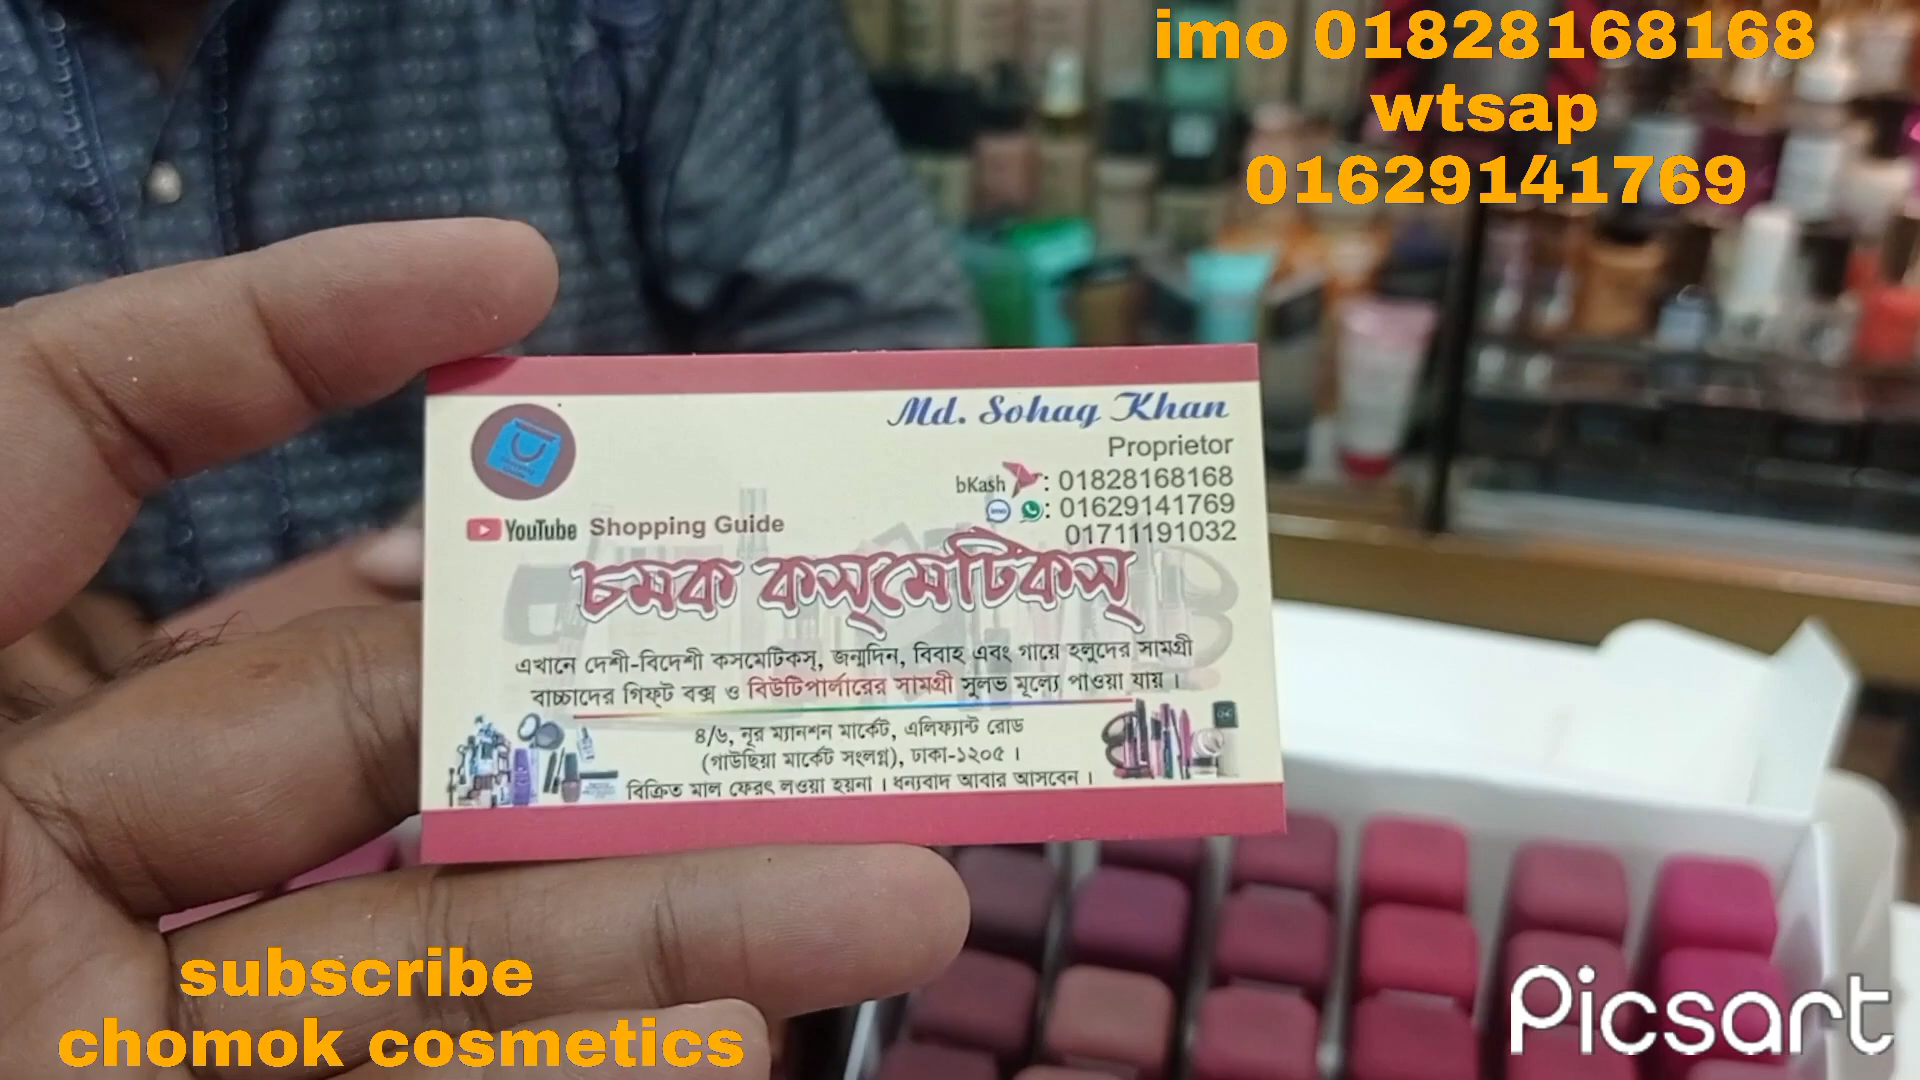 imo 01828168168
wtsap
01629141769
Md. Sohag Khan
Proprietor
bKash : 01828168168
imo : 01629141769
01711191032
YouTube Shopping Guide
চমক কস্মেটিকস্
এখানে দেশী-বিদেশী কসমেটিকস্, জন্মদিন, বিবাহ এবং গায়ে হলুদের সামগ্রী
বাচ্চাদের গিফ্ট বক্স ও বিউটিপার্লারের সামগ্রী সুলভ মূল্যে পাওয়া যায় ।
৪/৬, নূর ম্যানশন মার্কেট, এলিফ্যান্ট রোড
(গাউছিয়া মার্কেট সংলগ্ন), ঢাকা-১২০৫ ।
বিক্রিত মাল ফেরৎ লওয়া হয়না । ধন্যবাদ আবার আসবেন ।
subscribe
chomok cosmetics
Picsart